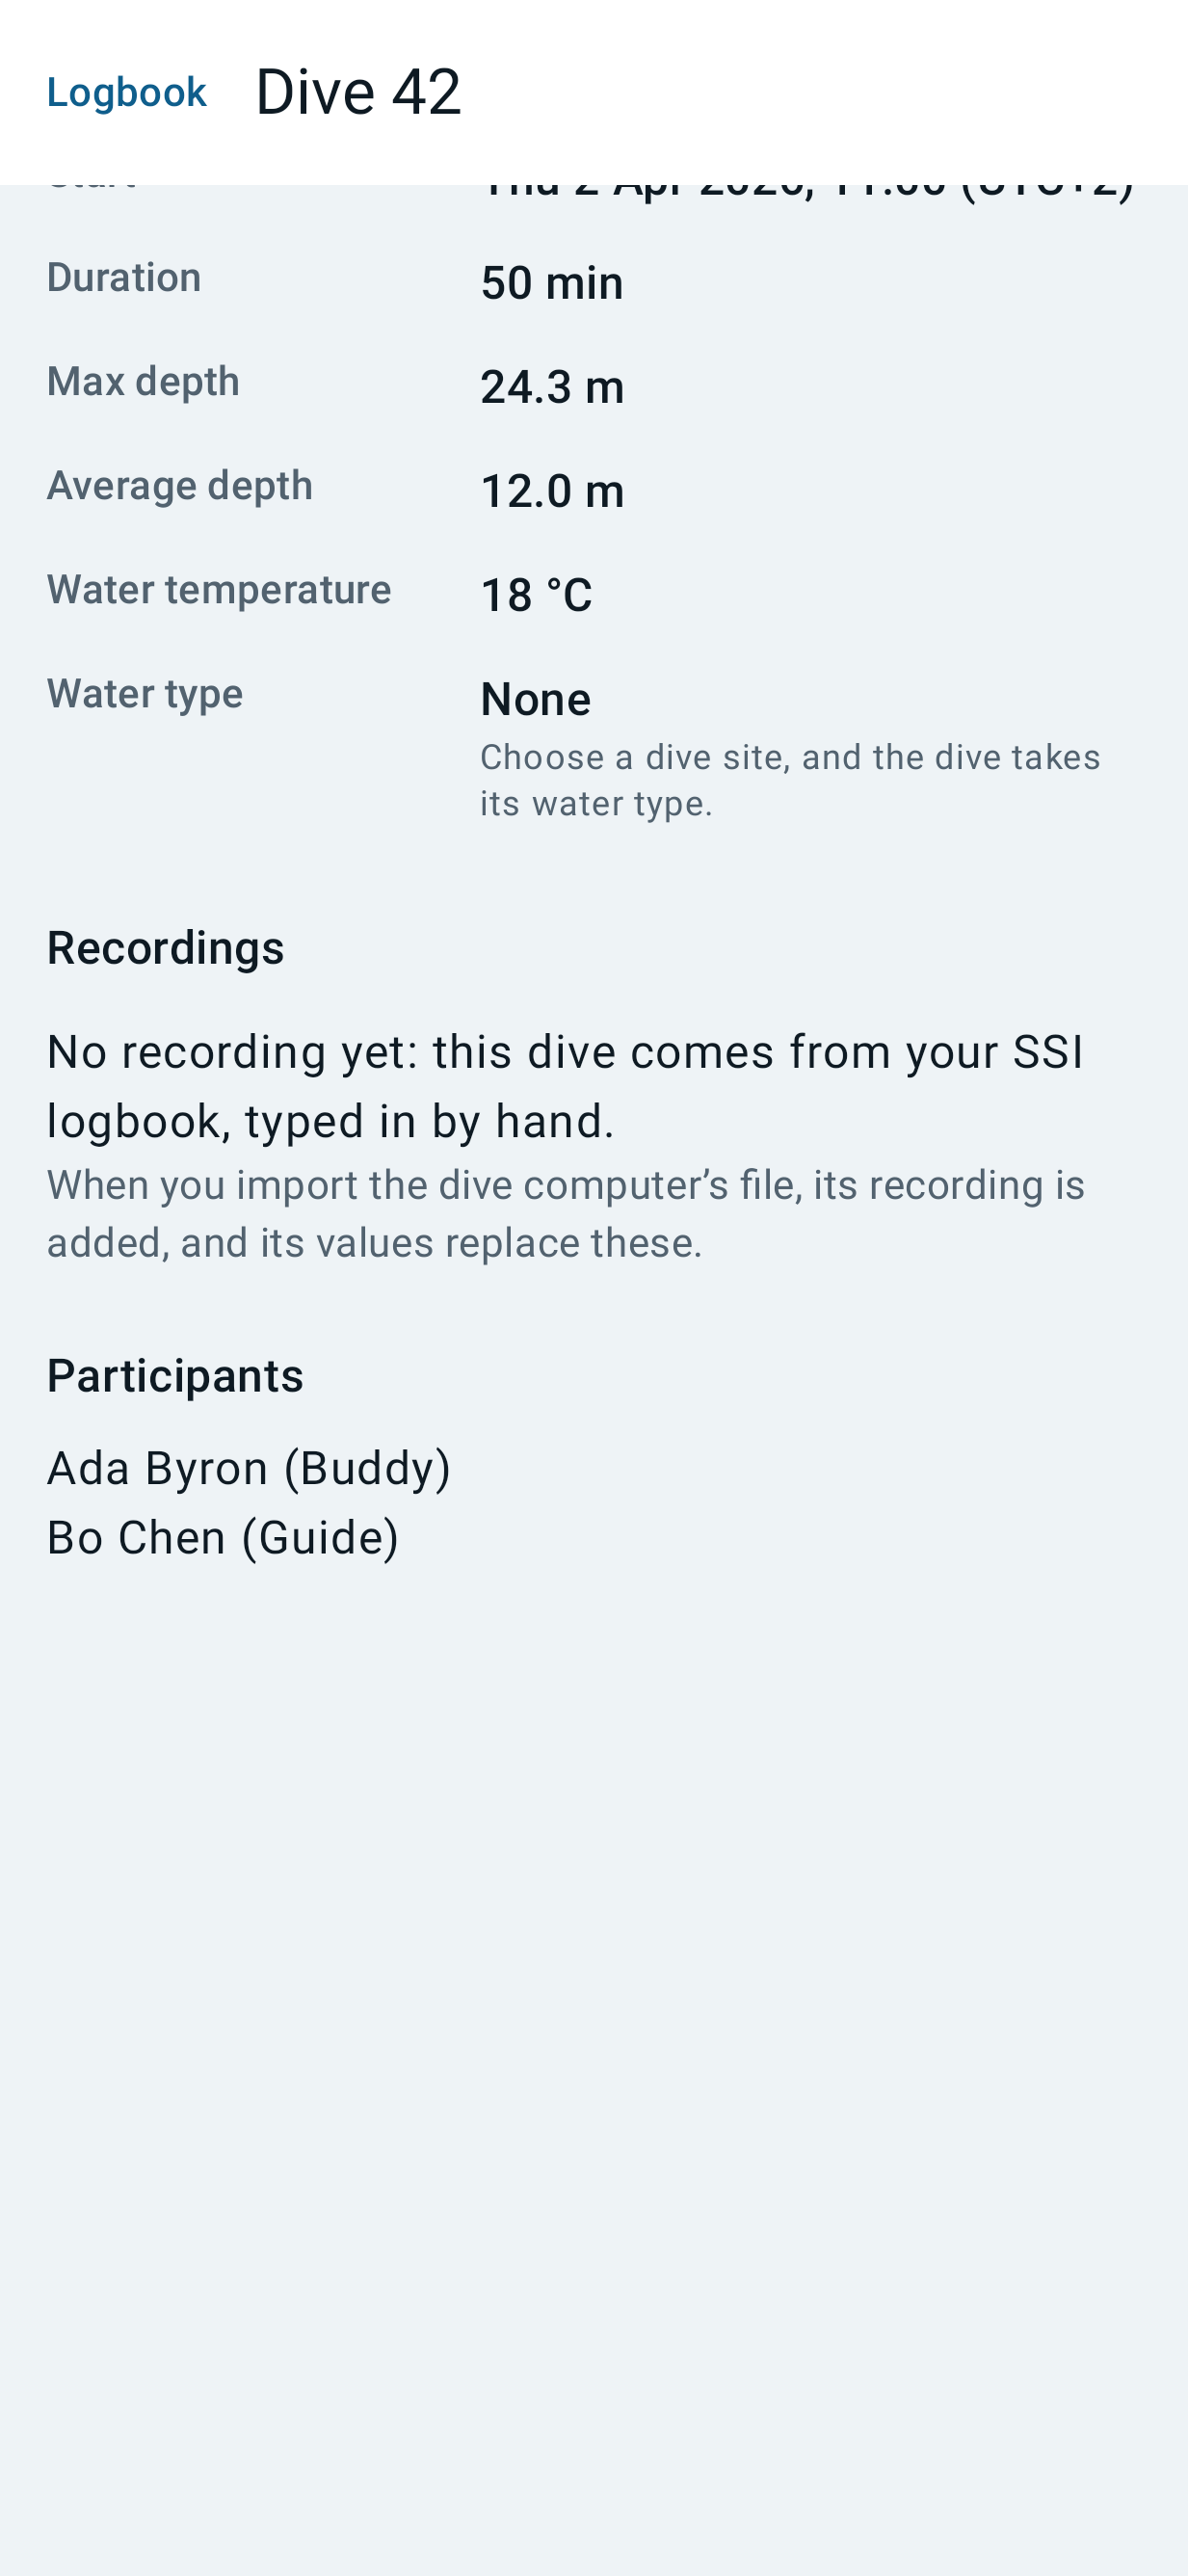 Logbook Dive 42
Duration 50 min
Max depth 24.3 m
Average depth 12.0 m
Water temperature 18 °C
Water type None
Choose a dive site, and the dive takes
its water type.
Recordings
No recording yet: this dive comes from your SSI
logbook, typed in by hand.
When you import the dive computer’s file, its recording is
added, and its values replace these.
Participants
Ada Byron (Buddy)
Bo Chen (Guide)